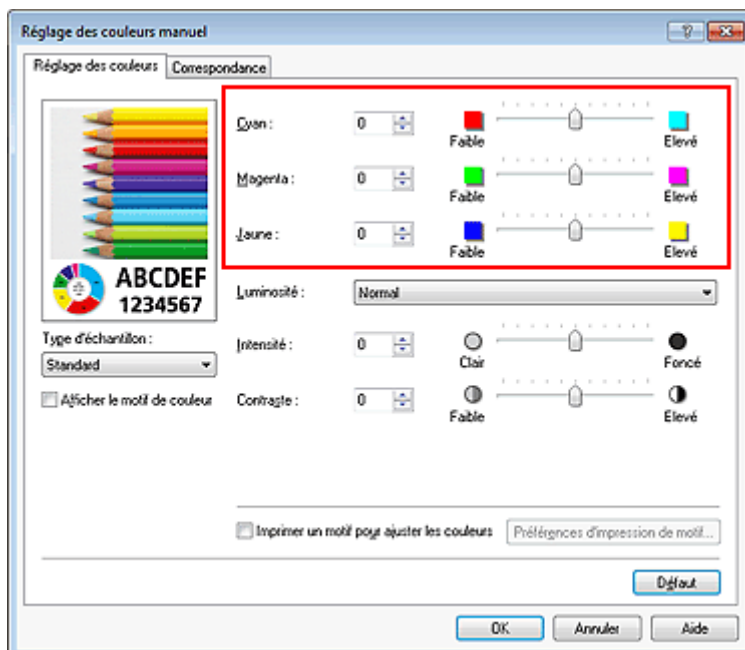 Réglage des couleurs manuel
Réglage des couleurs
Correspondance
ABCDEF
1234567
Type d'échantillon :
Standard
Afficher le motif de couleur
Cyan : 0 Faible Elevé
Magenta : 0 Faible Elevé
Jaune : 0 Faible Elevé
Luminosité : Normal
Intensité : 0 Clair Foncé
Contraste : 0 Faible Elevé
Imprimer un motif pour ajuster les couleurs
Préférences d'impression de motif...
Défaut
OK
Annuler
Aide